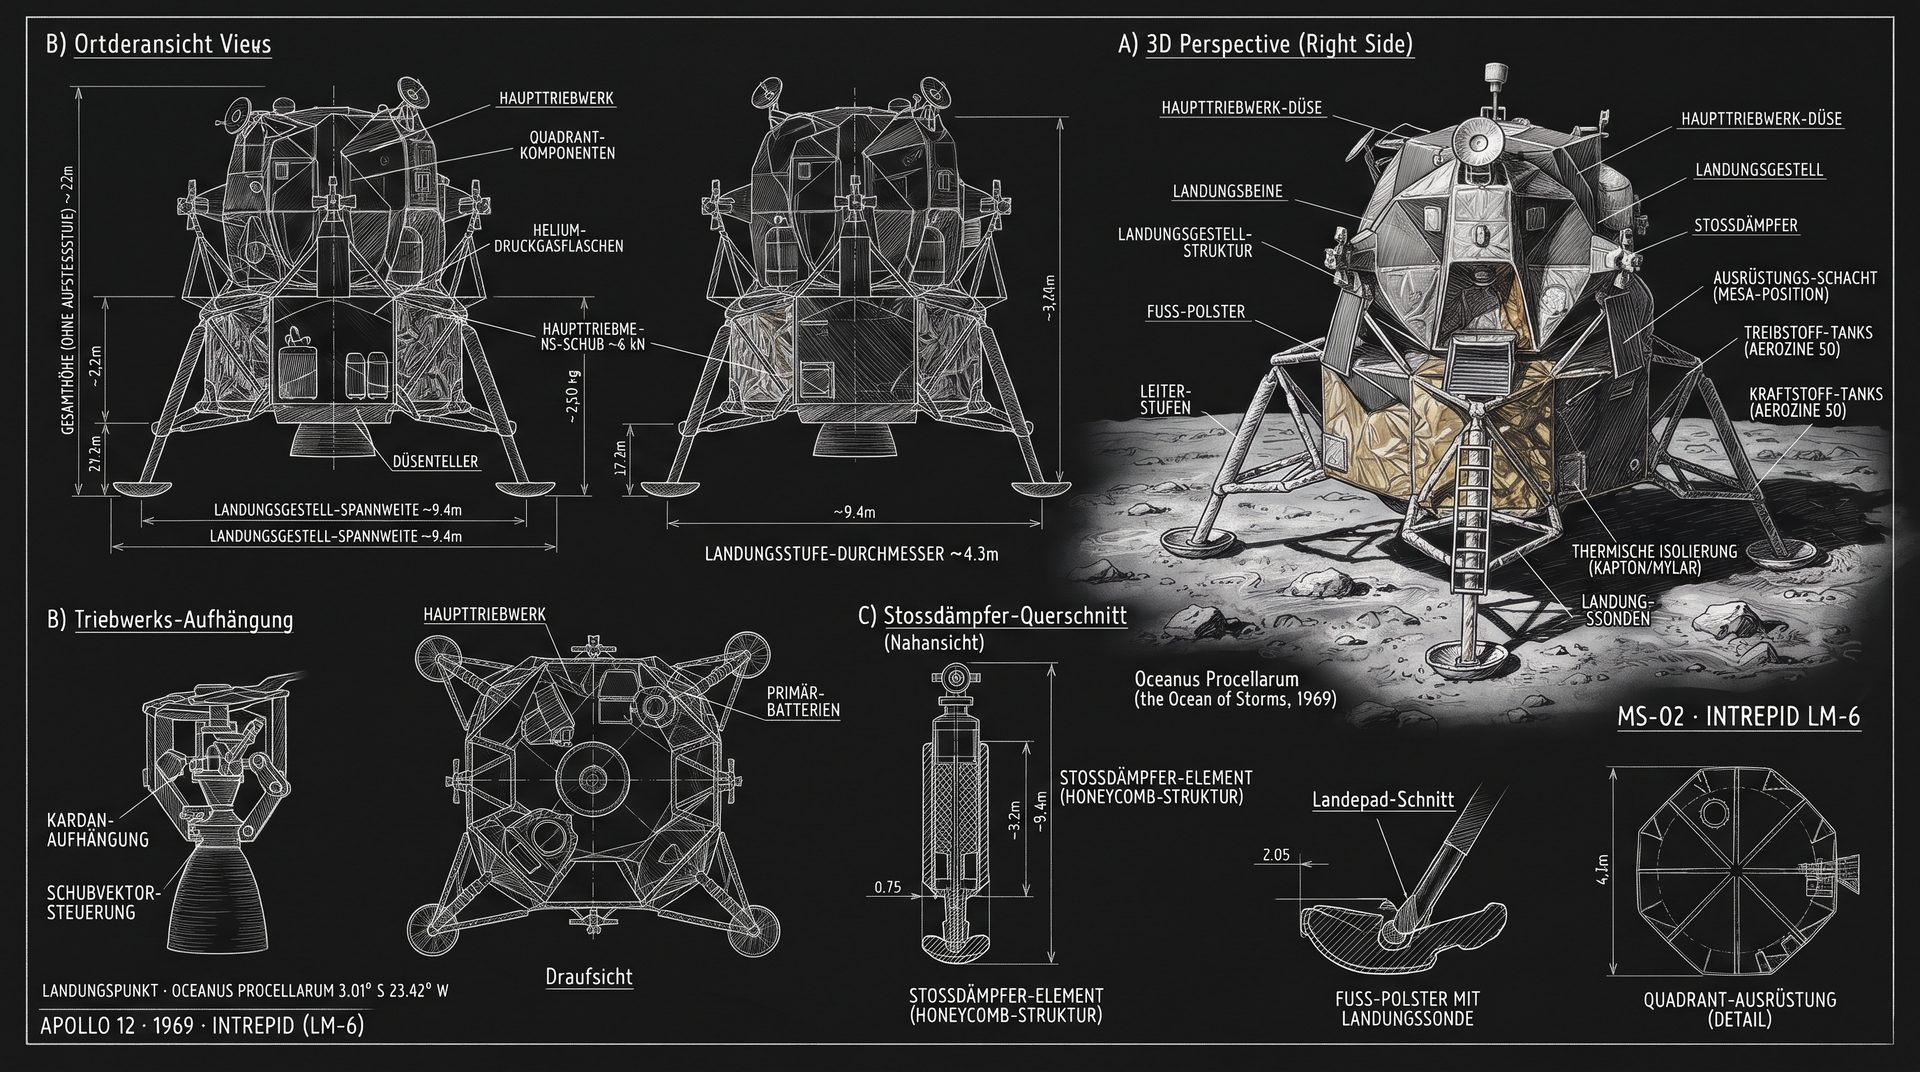 B) Ortderansicht Views
HAUPTTRIEBWERK
QUADRANT-
KOMPONENTEN
HELIUM-
DRUCKGASFLASCHEN
HAUPTTRIEBME-
NS-SCHUB ~6 kN
DÜSENTELLER
GESAMTHÖHE (OHNE AUFSTESSSTUE) ~22m
~2,2m
~2,50 kg
LANDUNGSGESTELL-SPANNWEITE ~9.4m
LANDUNGSGESTELL-SPANNWEITE ~9.4m
17.2m
~9.4m
LANDUNGSSTUFE-DURCHMESSER ~4.3m
A) 3D Perspective (Right Side)
HAUPTTRIEBWERK-DÜSE
LANDUNGSBEINE
LANDUNGSGESTELL-
STRUKTUR
FUSS-POLSTER
LEITER-
STUFEN
HAUPTTRIEBWERK-DÜSE
LANDUNGSGESTELL
STOSSDÄMPFER
AUSRÜSTUNGS-SCHACHT
(MESA-POSITION)
TREIBSTOFF-TANKS
(AEROZINE 50)
KRAFTSTOFF-TANKS
(AEROZINE 50)
THERMISCHE ISOLIERUNG
(KAPTON/MYLAR)
LANDUNG-
SSONDEN
Oceanus Procellarum
(the Ocean of Storms, 1969)
MS-02 · INTREPID LM-6
B) Triebwerks-Aufhängung
KARDAN-
AUFHÄNGUNG
SCHUBVEKTOR-
STEUERUNG
HAUPTTRIEBWERK
PRIMÄR-
BATTERIEN
Draufsicht
C) Stossdämpfer-Querschnitt
(Nahansicht)
~3.2m
~9.4m
0.75
STOSSDÄMPFER-ELEMENT
(HONEYCOMB-STRUKTUR)
STOSSDÄMPFER-ELEMENT
(HONEYCOMB-STRUKTUR)
Landepad-Schnitt
2.05
FUSS-POLSTER MIT
LANDUNGSSONDE
QUADRANT-AUSRÜSTUNG
(DETAIL)
LANDUNGSPUNKT · OCEANUS PROCELLARUM 3.01° S 23.42° W
APOLLO 12 · 1969 · INTREPID (LM-6)